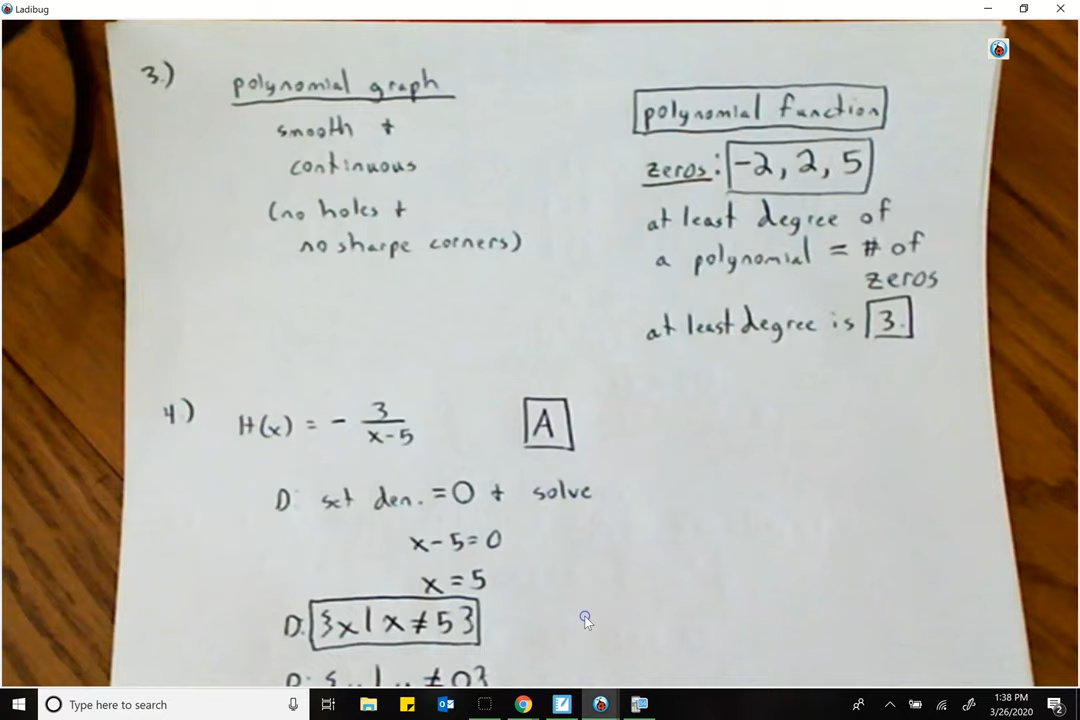 Ladibug
3.)
polynomial graph
smooth +
continuous
(no holes +
no sharpe corners)
polynomial function
zeros: -2, 2, 5
at least degree of
a polynomial = # of
zeros
at least degree is 3.
4.)
H(x) = - 3/(x-5)
A
D: set den. = 0 + solve
x-5=0
x = 5
D: {x | x ≠ 5}
≠ 0}
Type here to search
1:38 PM
3/26/2020
2